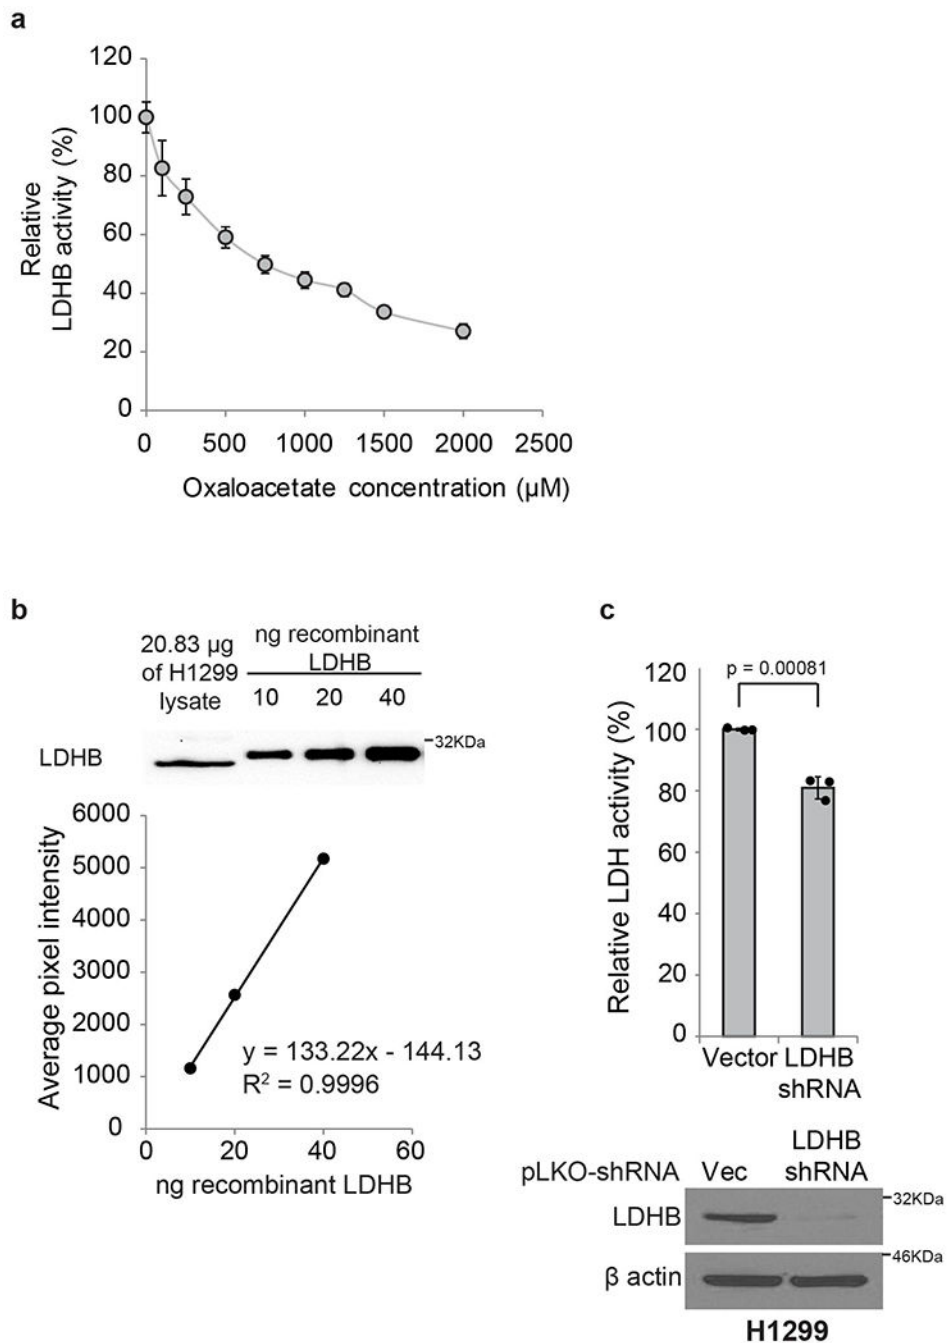 a
120
100
80
60
40
20
0
0 500 1000 1500 2000 2500
Relative
LDHB activity (%)
Oxaloacetate concentration (µM)
b
20.83 µg
of H1299
lysate
ng recombinant
LDHB
10 20 40
LDHB
32KDa
6000
5000
4000
3000
2000
1000
0
Average pixel intensity
y = 133.22x - 144.13
R² = 0.9996
0 20 40 60
ng recombinant LDHB
c
p = 0.00081
120
100
80
60
40
20
0
Relative LDH activity (%)
Vector LDHB
shRNA
LDHB
pLKO-shRNA Vec shRNA
32KDa
LDHB
46KDa
β actin
H1299